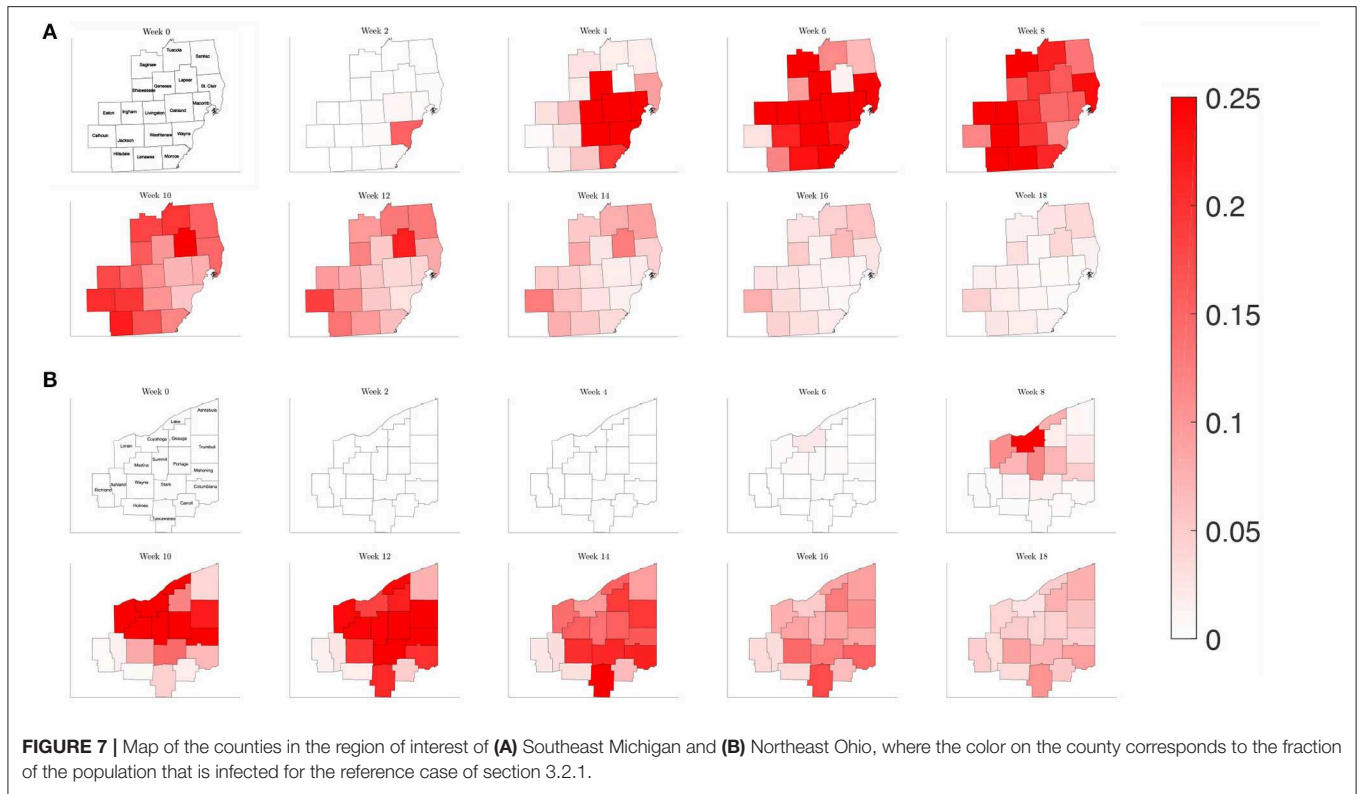 A
Week 0
Week 2
Week 4
Week 6
Week 8
Tuscola
Sanilac
Saginaw
Lapeer
Genesee
Shiawassee
St. Clair
Macomb
Eaton
Ingham
Livingston
Oakland
Calhoun
Jackson
Washtenaw
Wayne
Hillsdale
Lenawee
Monroe
Week 10
Week 12
Week 14
Week 16
Week 18
0.25
0.2
0.15
0.1
0.05
0
B
Week 0
Week 2
Week 4
Week 6
Week 8
Ashtabula
Lake
Lorain
Cuyahoga
Geauga
Trumbull
Medina
Summit
Portage
Mahoning
Richland
Ashland
Wayne
Stark
Columbiana
Holmes
Carroll
Tuscarawas
Week 10
Week 12
Week 14
Week 16
Week 18
FIGURE 7 | Map of the counties in the region of interest of (A) Southeast Michigan and (B) Northeast Ohio, where the color on the county corresponds to the fraction
of the population that is infected for the reference case of section 3.2.1.